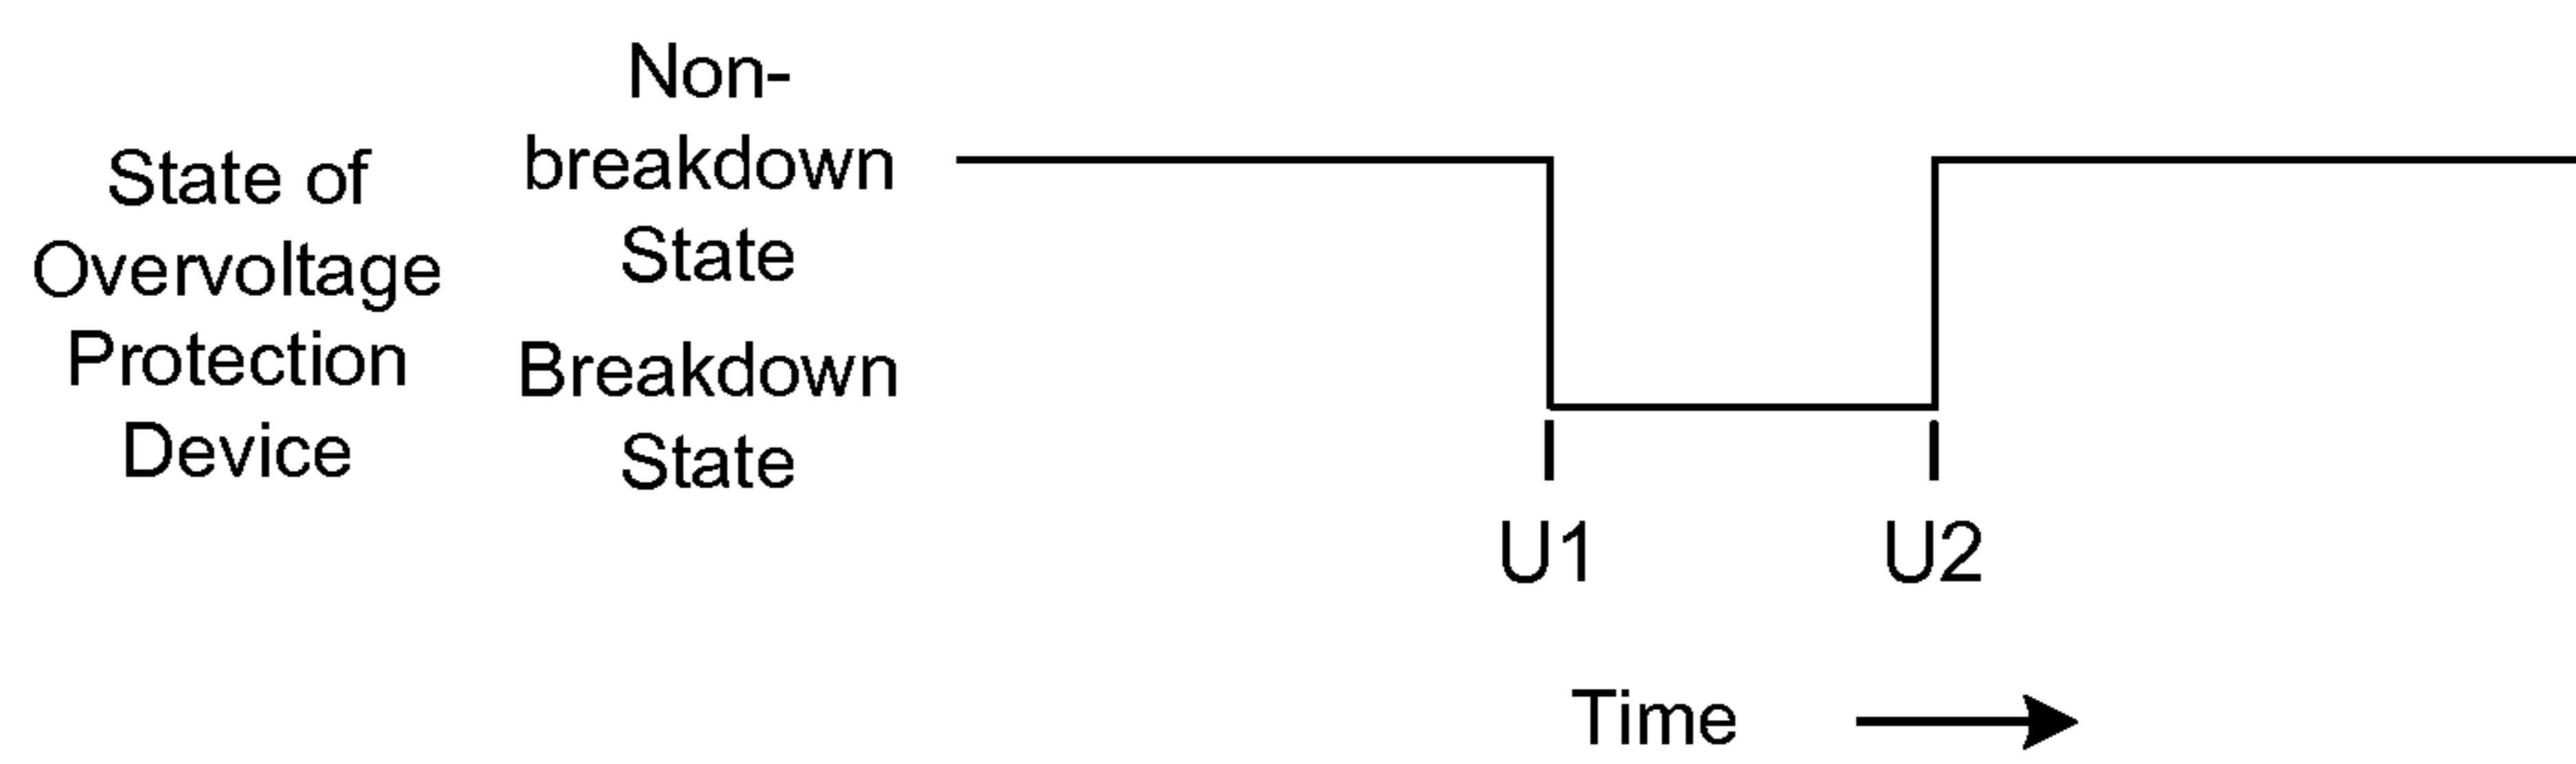 State of
Overvoltage
Protection
Device
Non-
breakdown
State
Breakdown
State
U1
U2
Time